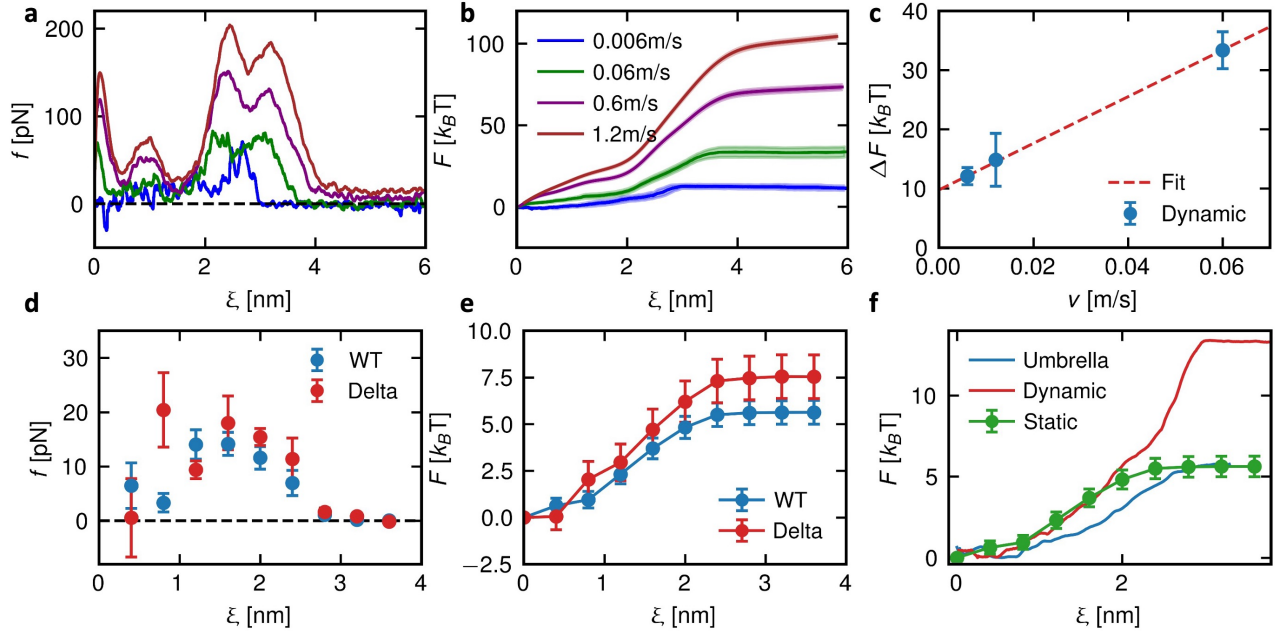 a
200
100
0
f [pN]
0 2 4 6
ξ [nm]
b
100
50
0
F [k_BT]
0.006m/s
0.06m/s
0.6m/s
1.2m/s
0 2 4 6
ξ [nm]
c
40
30
20
10
0
ΔF [k_BT]
Fit
Dynamic
0.00 0.02 0.04 0.06
v [m/s]
d
30
20
10
0
f [pN]
WT
Delta
0 1 2 3 4
ξ [nm]
e
10.0
7.5
5.0
2.5
0.0
−2.5
F [k_BT]
WT
Delta
0 1 2 3 4
ξ [nm]
f
10
5
0
F [k_BT]
Umbrella
Dynamic
Static
0 2
ξ [nm]